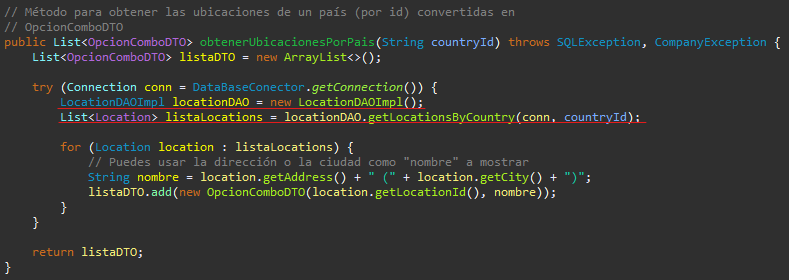 // Método para obtener las ubicaciones de un país (por id) convertidas en
// OpcionComboDTO
public List<OpcionComboDTO> obtenerUbicacionesPorPais(String countryId) throws SQLException, CompanyException {
List<OpcionComboDTO> listaDTO = new ArrayList<>();
try (Connection conn = DataBaseConector.getConnection()) {
LocationDAOImpl locationDAO = new LocationDAOImpl();
List<Location> listaLocations = locationDAO.getLocationsByCountry(conn, countryId);
for (Location location : listaLocations) {
// Puedes usar la dirección o la ciudad como "nombre" a mostrar
String nombre = location.getAddress() + " (" + location.getCity() + ")";
listaDTO.add(new OpcionComboDTO(location.getLocationId(), nombre));
}
}
return listaDTO;
}